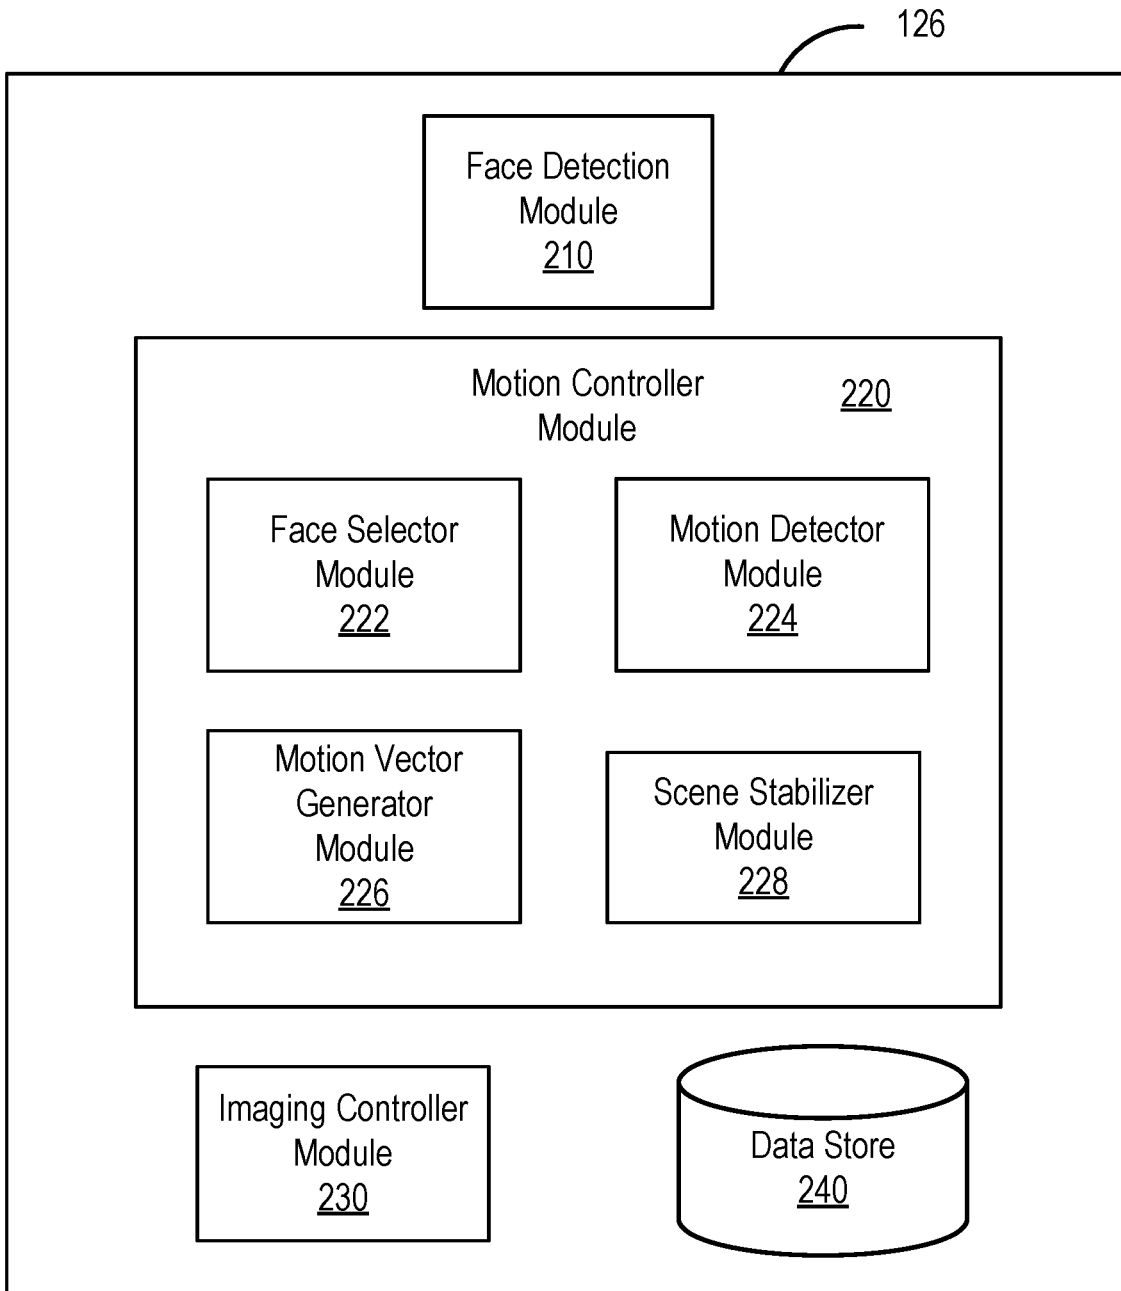 126
Face Detection
Module
210
Motion Controller
Module
220
Face Selector
Module
222
Motion Detector
Module
224
Motion Vector
Generator
Module
226
Scene Stabilizer
Module
228
Imaging Controller
Module
230
Data Store
240